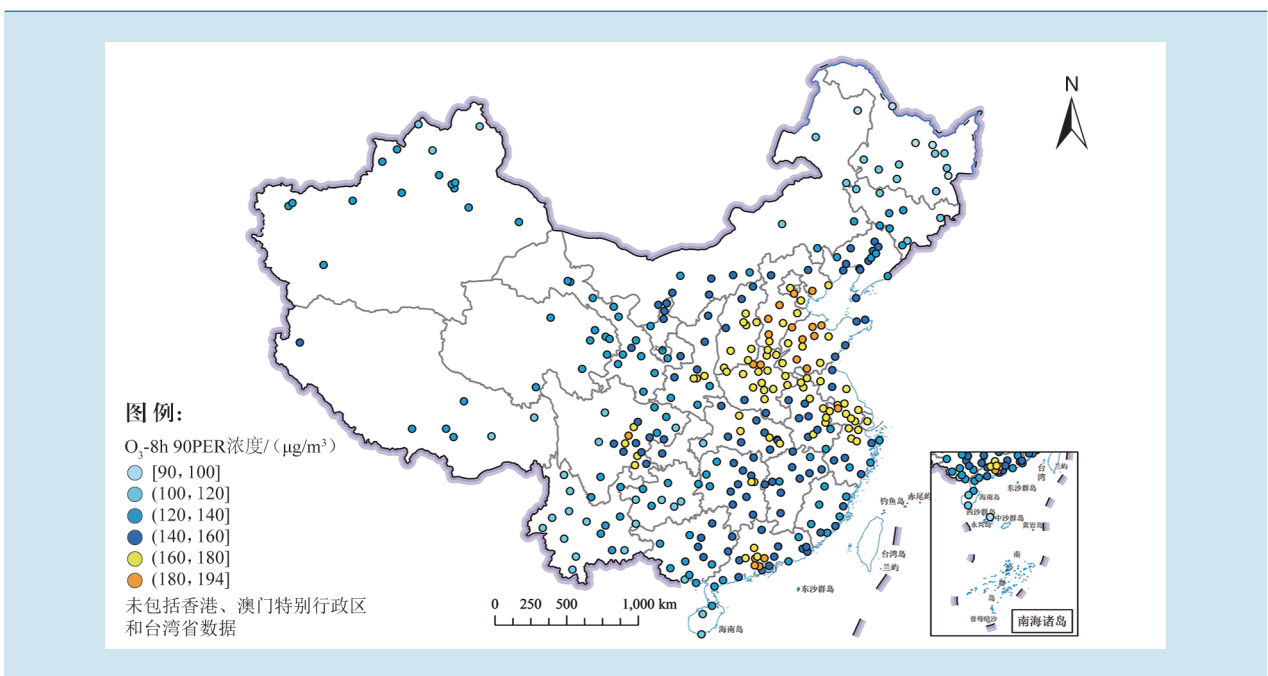 N
图例:
O3-8h 90PER浓度/（μg/m³）
[90，100]
(100，120]
(120，140]
(140，160]
(160，180]
(180，194]
未包括香港、澳门特别行政区
和台湾省数据
0 250 500 1,000 km
海南岛
东沙群岛
钓鱼岛
赤尾屿
台湾岛
兰屿
台
湾
兰屿
东沙群岛
海南岛
西沙群岛
中沙群岛
永兴岛
黄岩岛
南
海
诸
岛
曾母暗沙
南海诸岛